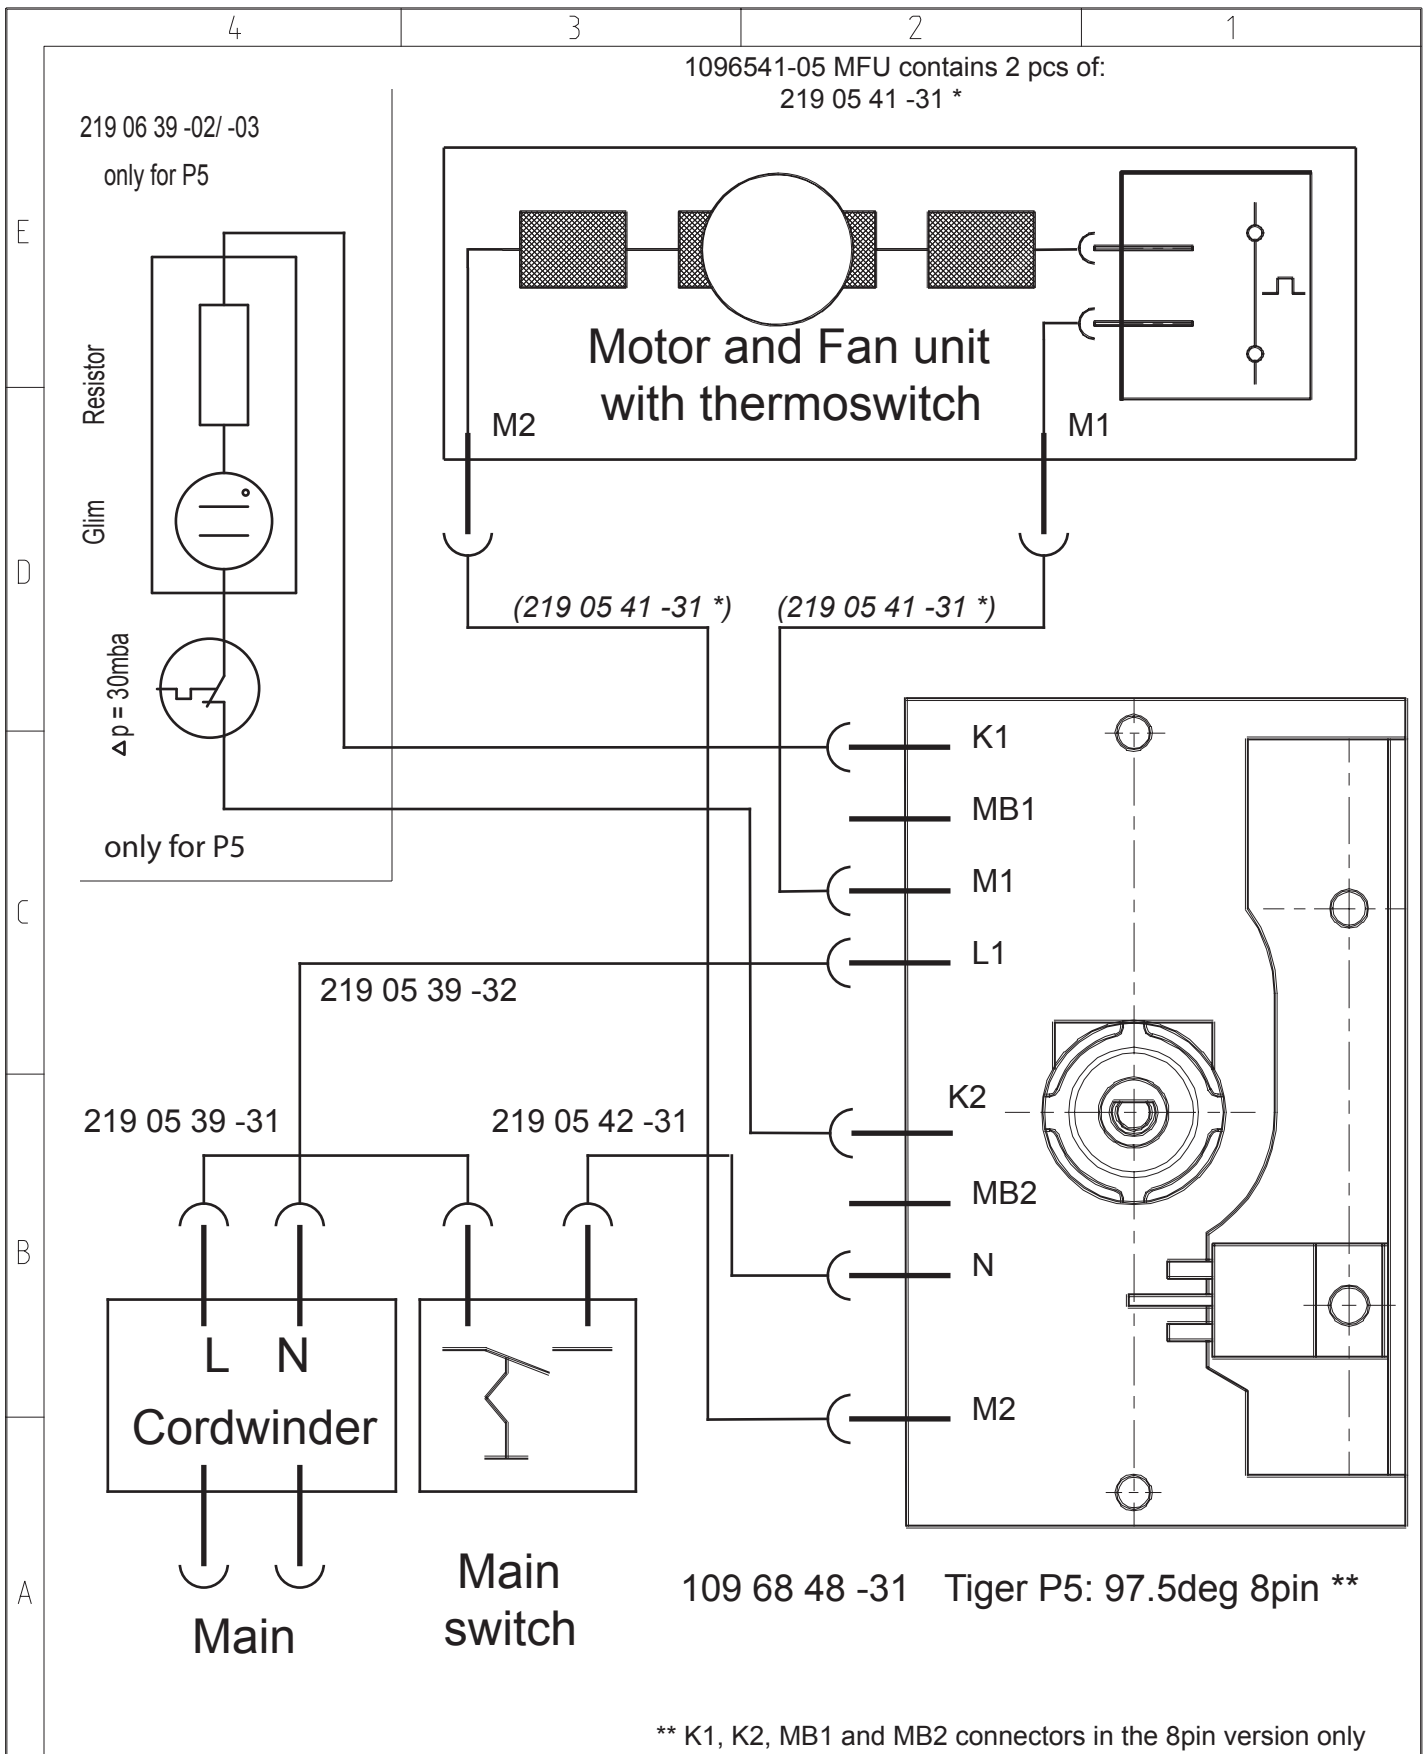 4 3 2 1
1096541-05 MFU contains 2 pcs of:
219 05 41 -31 *
219 06 39 -02/ -03
only for P5
E
Resistor
Glim
Motor and Fan unit
with thermoswitch
M2
M1
D
(219 05 41 -31 *)
(219 05 41 -31 *)
Δp = 30mba
K1
MB1
only for P5
M1
C
L1
219 05 39 -32
K2
219 05 39 -31
219 05 42 -31
MB2
B
N
L N
Cordwinder
M2
Main
switch
A
109 68 48 -31 Tiger P5: 97.5deg 8pin **
Main
** K1, K2, MB1 and MB2 connectors in the 8pin version only